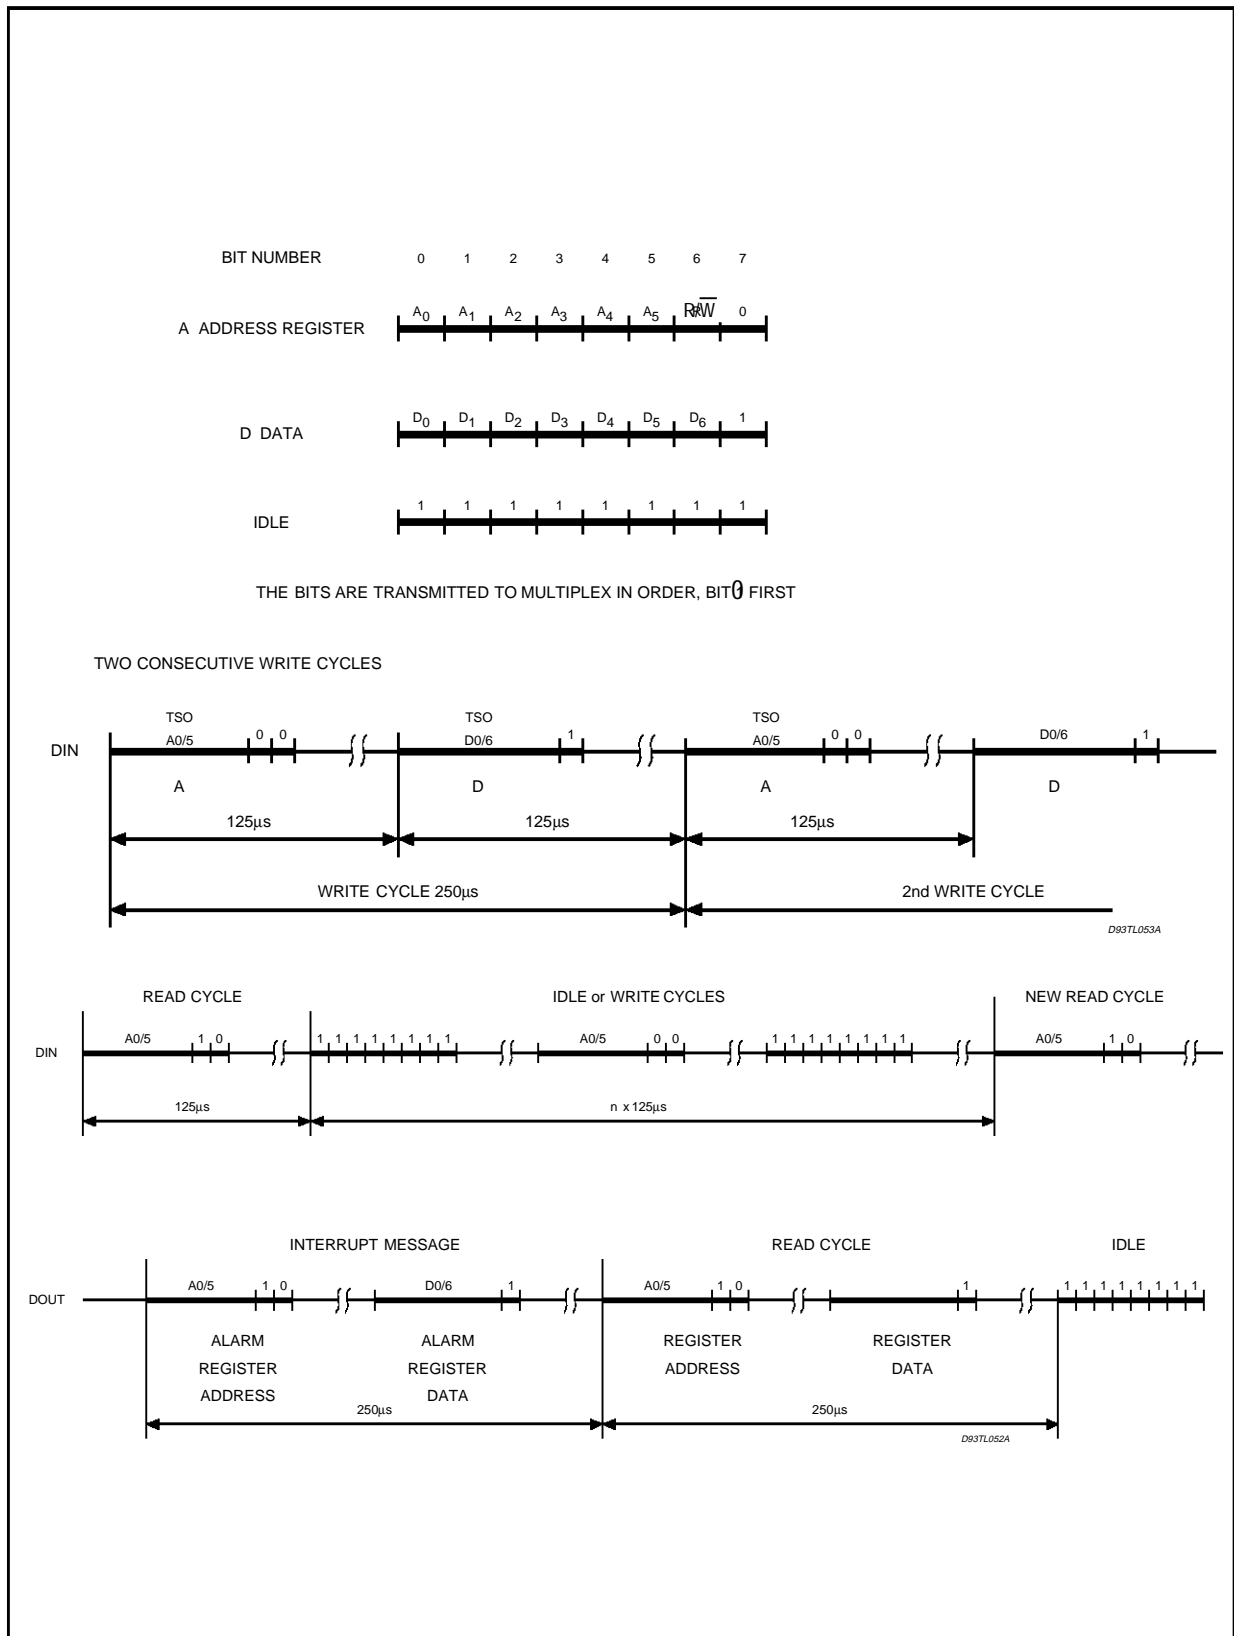 BIT NUMBER 0 1 2 3 4 5 6 7
A ADDRESS REGISTER A0 A1 A2 A3 A4 A5 R/W̅ 0
D DATA D0 D1 D2 D3 D4 D5 D6 1
IDLE 1 1 1 1 1 1 1 1
THE BITS ARE TRANSMITTED TO MULTIPLEX IN ORDER, BIT 0 FIRST
TWO CONSECUTIVE WRITE CYCLES
TSO TSO TSO
DIN A0/5 0 0 D0/6 1 A0/5 0 0 D0/6 1
A D A D
125µs 125µs 125µs
WRITE CYCLE 250µs 2nd WRITE CYCLE
D93TL053A
READ CYCLE IDLE or WRITE CYCLES NEW READ CYCLE
DIN A0/5 1 0 1 1 1 1 1 1 1 1 A0/5 0 0 1 1 1 1 1 1 1 1 A0/5 1 0
125µs n x 125µs
INTERRUPT MESSAGE READ CYCLE IDLE
DOUT A0/5 1 0 D0/6 1 A0/5 1 0 1 1 1 1 1 1 1 1 1
ALARM ALARM REGISTER REGISTER
REGISTER REGISTER ADDRESS DATA
ADDRESS DATA
250µs 250µs
D93TL052A